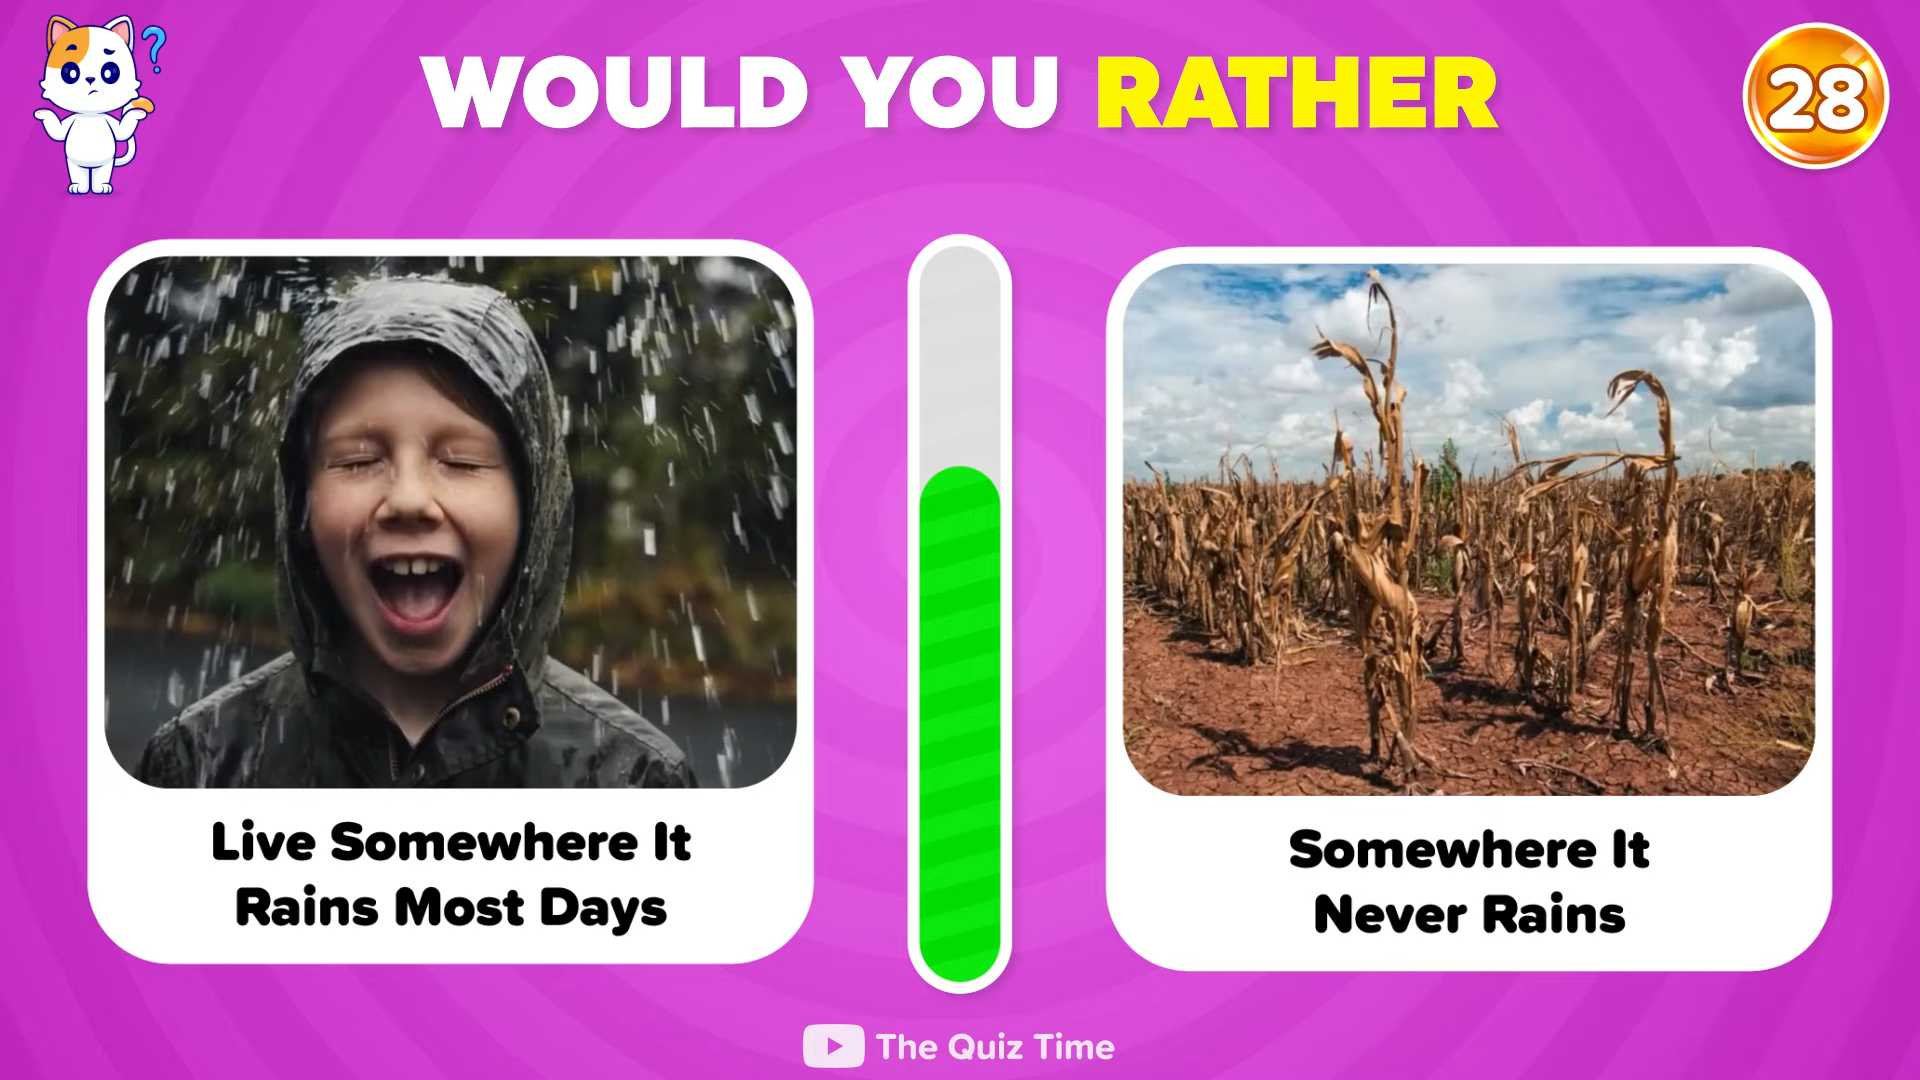 WOULD YOU RATHER
28
?
Live Somewhere It
Rains Most Days
Somewhere It
Never Rains
The Quiz Time